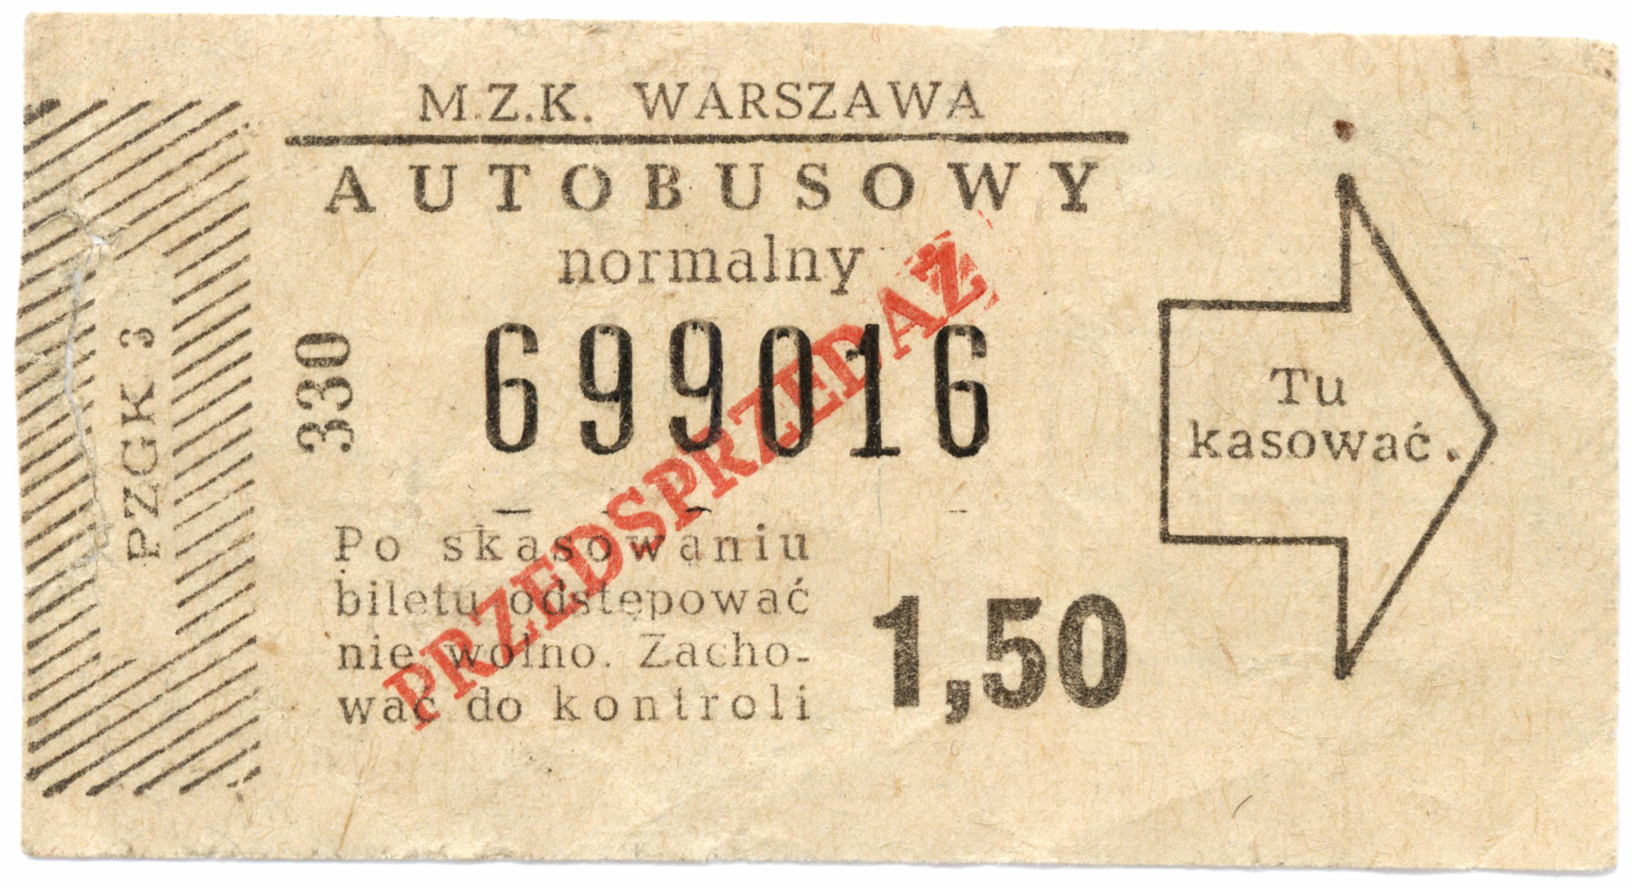 M.Z.K. WARSZAWA
AUTOBUSOWY
normalny
330
699016
PRZEDSPRZEDAŻ
PZGK 3
Po skasowaniu
biletu odstępować
nie wolno. Zacho-
wać do kontroli
1,50
Tu
kasować.